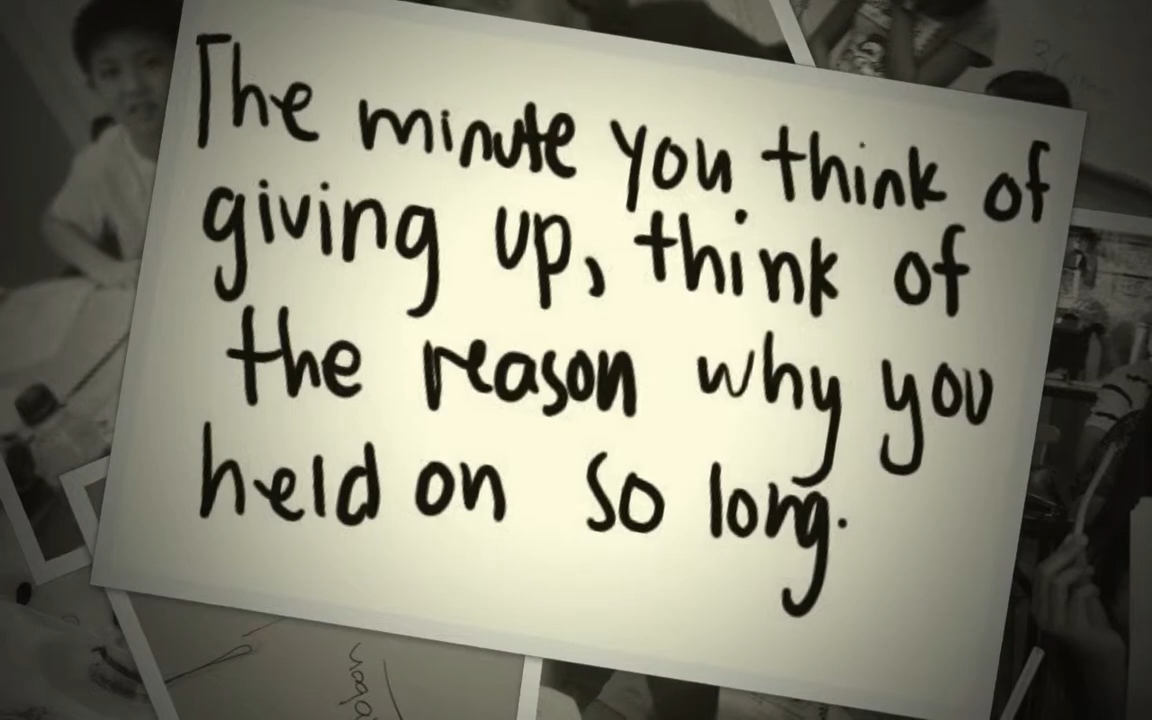 The minute you think of
giving up, think of
the reason why you
held on so long.